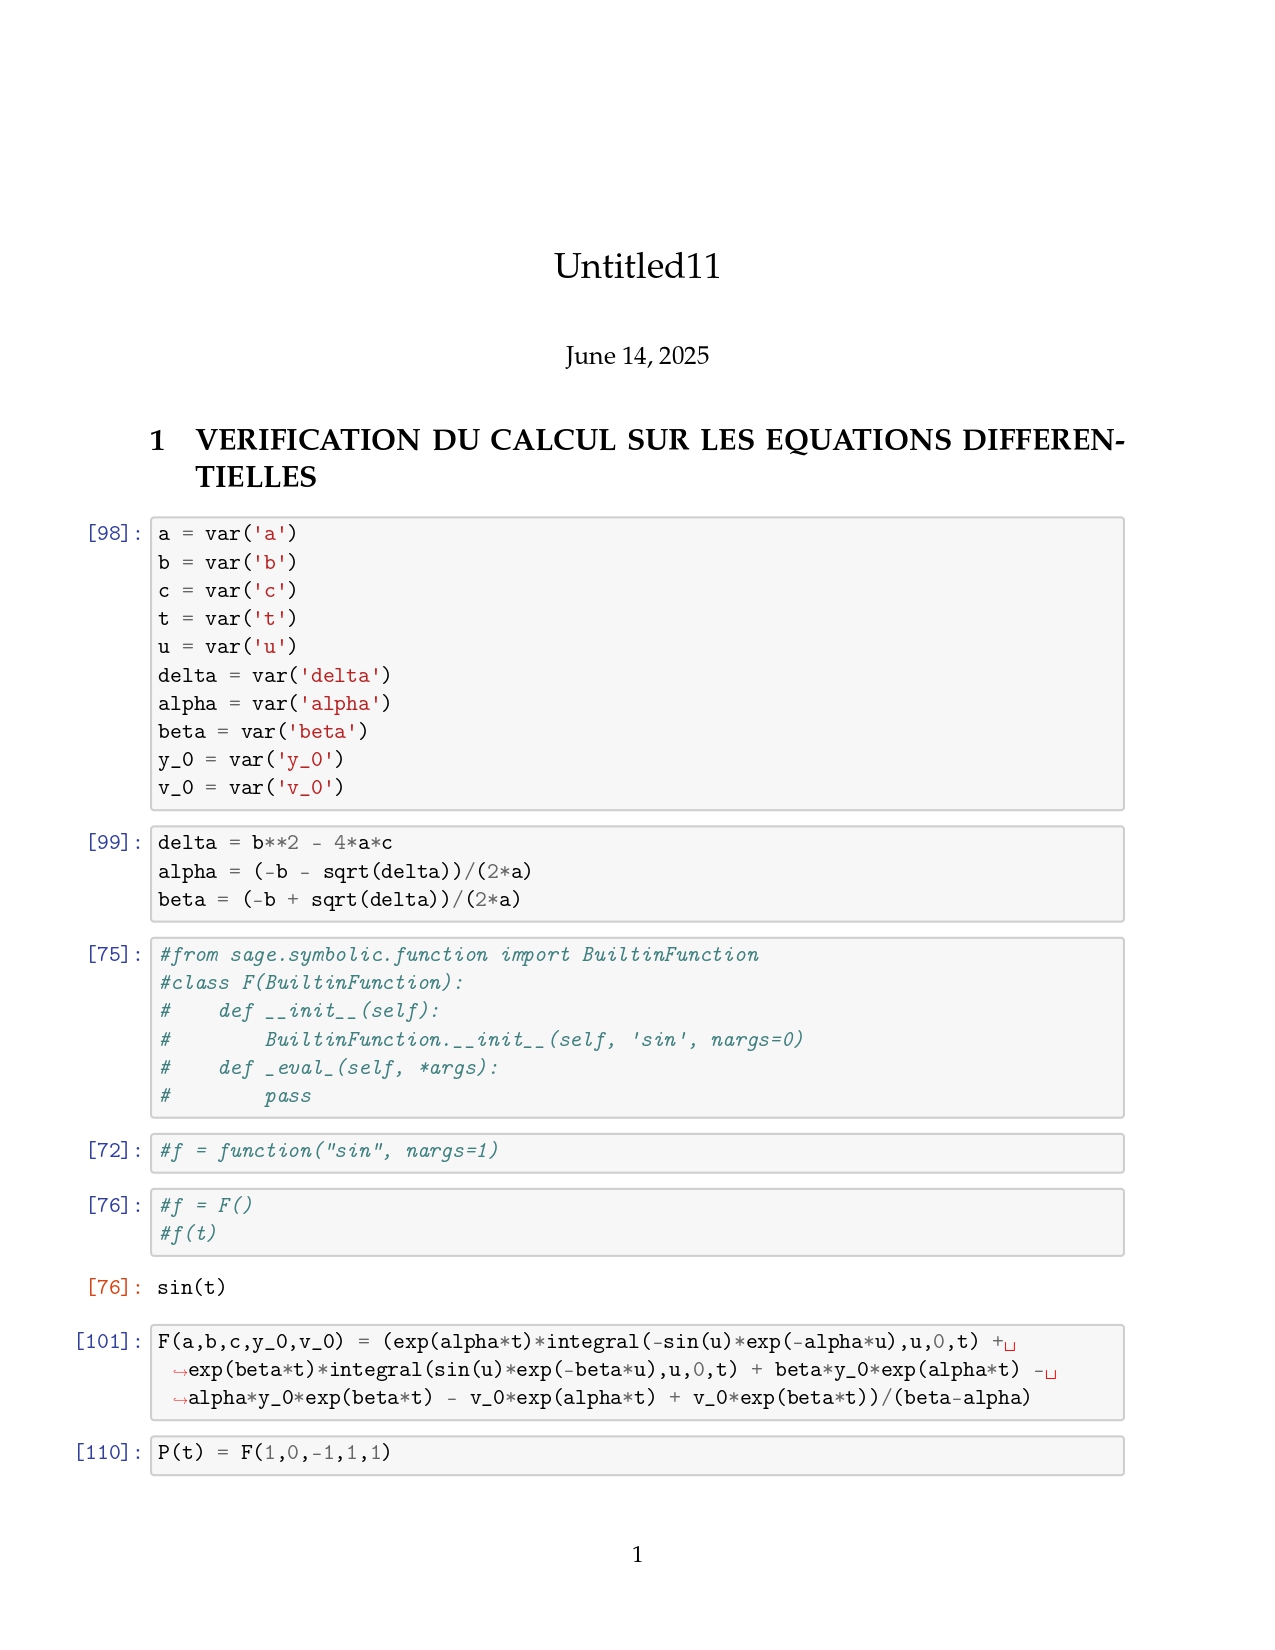 Untitled11
June 14, 2025
1 VERIFICATION DU CALCUL SUR LES EQUATIONS DIFFEREN-
TIELLES
[98]: a = var('a')
b = var('b')
c = var('c')
t = var('t')
u = var('u')
delta = var('delta')
alpha = var('alpha')
beta = var('beta')
y_0 = var('y_0')
v_0 = var('v_0')
[99]: delta = b**2 - 4*a*c
alpha = (-b - sqrt(delta))/(2*a)
beta = (-b + sqrt(delta))/(2*a)
[75]: #from sage.symbolic.function import BuiltinFunction
#class F(BuiltinFunction):
#    def __init__(self):
#        BuiltinFunction.__init__(self, 'sin', nargs=0)
#    def _eval_(self, *args):
#        pass
[72]: #f = function("sin", nargs=1)
[76]: #f = F()
#f(t)
[76]: sin(t)
[101]: F(a,b,c,y_0,v_0) = (exp(alpha*t)*integral(-sin(u)*exp(-alpha*u),u,0,t) +␣
↪exp(beta*t)*integral(sin(u)*exp(-beta*u),u,0,t) + beta*y_0*exp(alpha*t) -␣
↪alpha*y_0*exp(beta*t) - v_0*exp(alpha*t) + v_0*exp(beta*t))/(beta-alpha)
[110]: P(t) = F(1,0,-1,1,1)
1